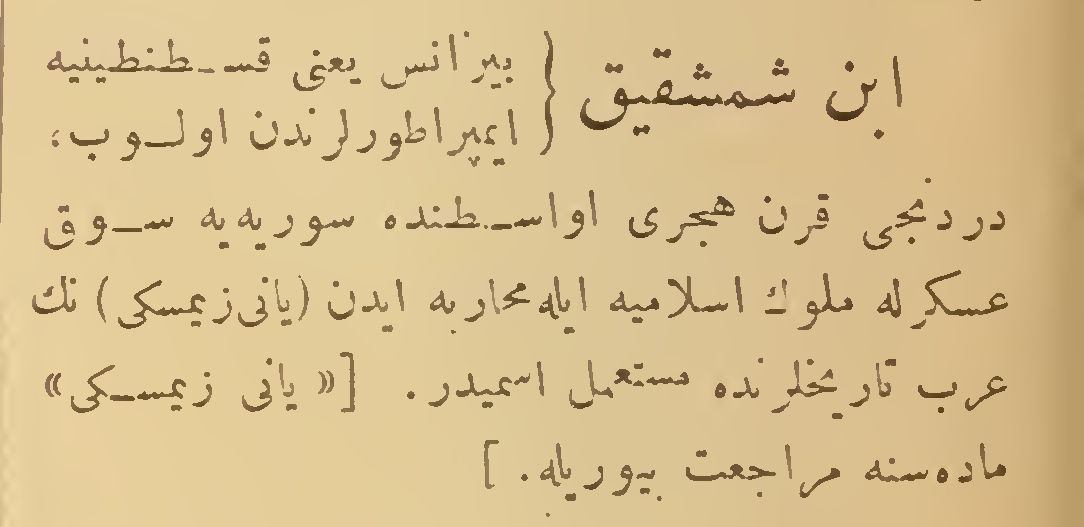 ابن شمشقیق { بیزانس یعنی قسطنطینیه
ایمپراطورلرندن اولوب،
دردنجی قرن هجری اواسطنده سوریه‌یه سوق
عسکرله ملوك اسلامیه ایله محاربه ایدن (یانی زیمسکی) نك
عرب تاریخلرنده مستعمل اسمیدر. [« یانی زیمسکی»
ماده‌سنه مراجعت بیوریله. ]